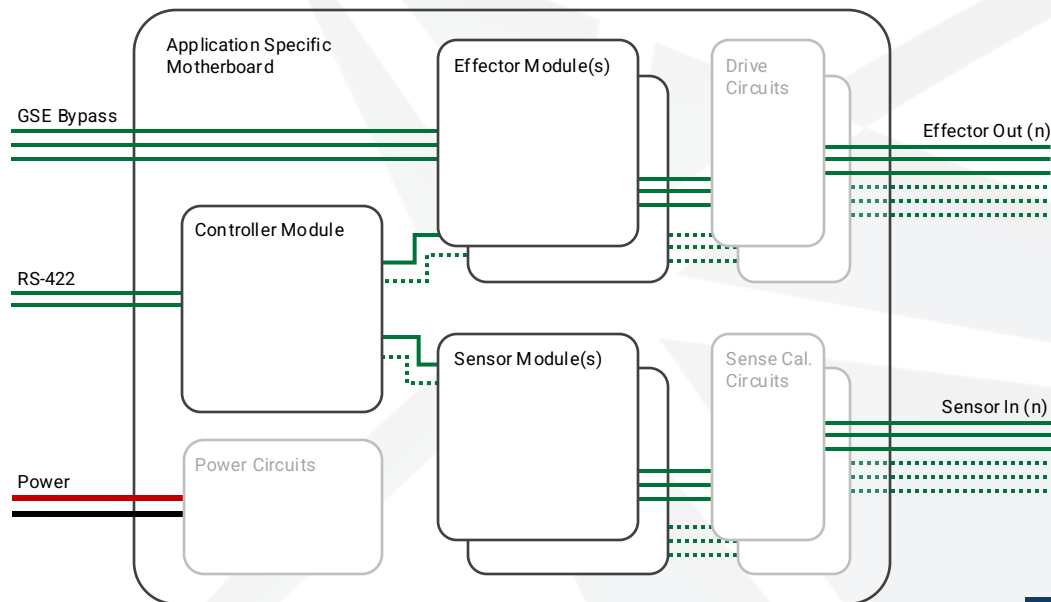 Application Specific
Motherboard
Effector Module(s)
Drive
Circuits
GSE Bypass
Effector Out (n)
Controller Module
RS-422
Sensor Module(s)
Sense Cal.
Circuits
Sensor In (n)
Power Circuits
Power